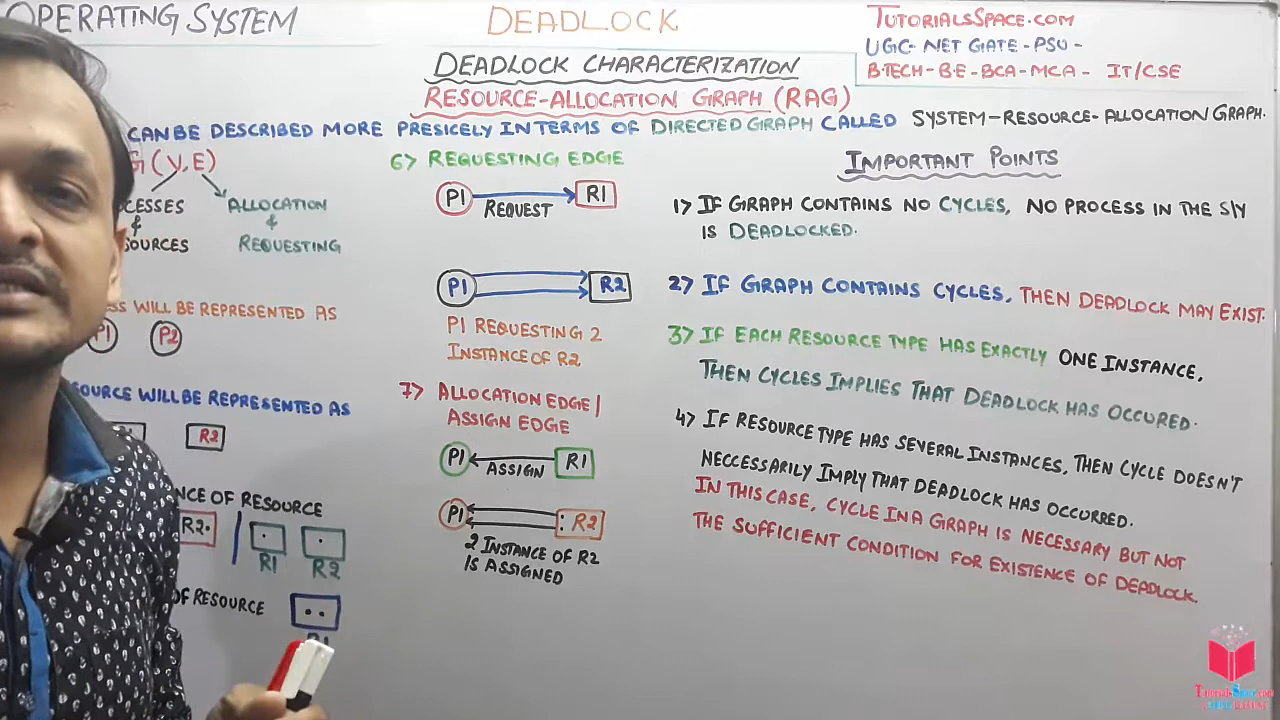 OPERATING SYSTEM
DEADLOCK
TUTORIALSSPACE.COM
UGC-NET GATE-PSU-
B.TECH-B.E-BCA-MCA- IT/CSE
DEADLOCK CHARACTERIZATION
RESOURCE-ALLOCATION GRAPH (RAG)
CAN BE DESCRIBED MORE PRESICELY IN TERMS OF DIRECTED GRAPH CALLED SYSTEM-RESOURCE-ALLOCATION GRAPH.
G(V,E)
CESSES
&
SOURCES
ALLOCATION
&
REQUESTING
SS WILL BE REPRESENTED AS
P1 P2
SOURCE WILL BE REPRESENTED AS
R2
NCE OF RESOURCE
R2.
R1 R2
OF RESOURCE
R1
6> REQUESTING EDGE
P1 REQUEST R1
P1 R2
P1 REQUESTING 2
INSTANCE OF R2
7> ALLOCATION EDGE |
ASSIGN EDGE
P1 ASSIGN R1
P1 : R2
2 INSTANCE OF R2
IS ASSIGNED
IMPORTANT POINTS
1> IF GRAPH CONTAINS NO CYCLES, NO PROCESS IN THE S/Y
IS DEADLOCKED.
2> IF GRAPH CONTAINS CYCLES, THEN DEADLOCK MAY EXIST.
3> IF EACH RESOURCE TYPE HAS EXACTLY ONE INSTANCE,
THEN CYCLES IMPLIES THAT DEADLOCK HAS OCCURED.
4> IF RESOURCE TYPE HAS SEVERAL INSTANCES, THEN CYCLE DOESN'T
NECCESSARILY IMPLY THAT DEADLOCK HAS OCCURRED.
IN THIS CASE, CYCLE IN A GRAPH IS NECESSARY BUT NOT
THE SUFFICIENT CONDITION FOR EXISTENCE OF DEADLOCK.
TutorialsSpace.com